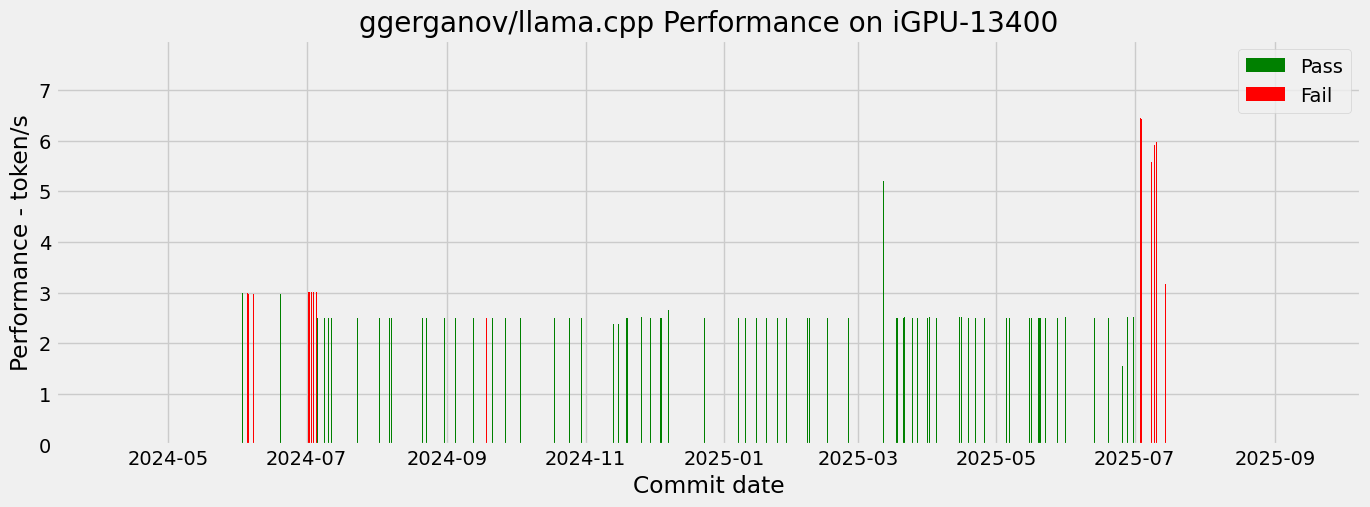 ggerganov/llama.cpp Performance on iGPU-13400
Pass
Fail
Performance - token/s
7
6
5
4
3
2
1
0
2024-05 2024-07 2024-09 2024-11 2025-01 2025-03 2025-05 2025-07 2025-09
Commit date